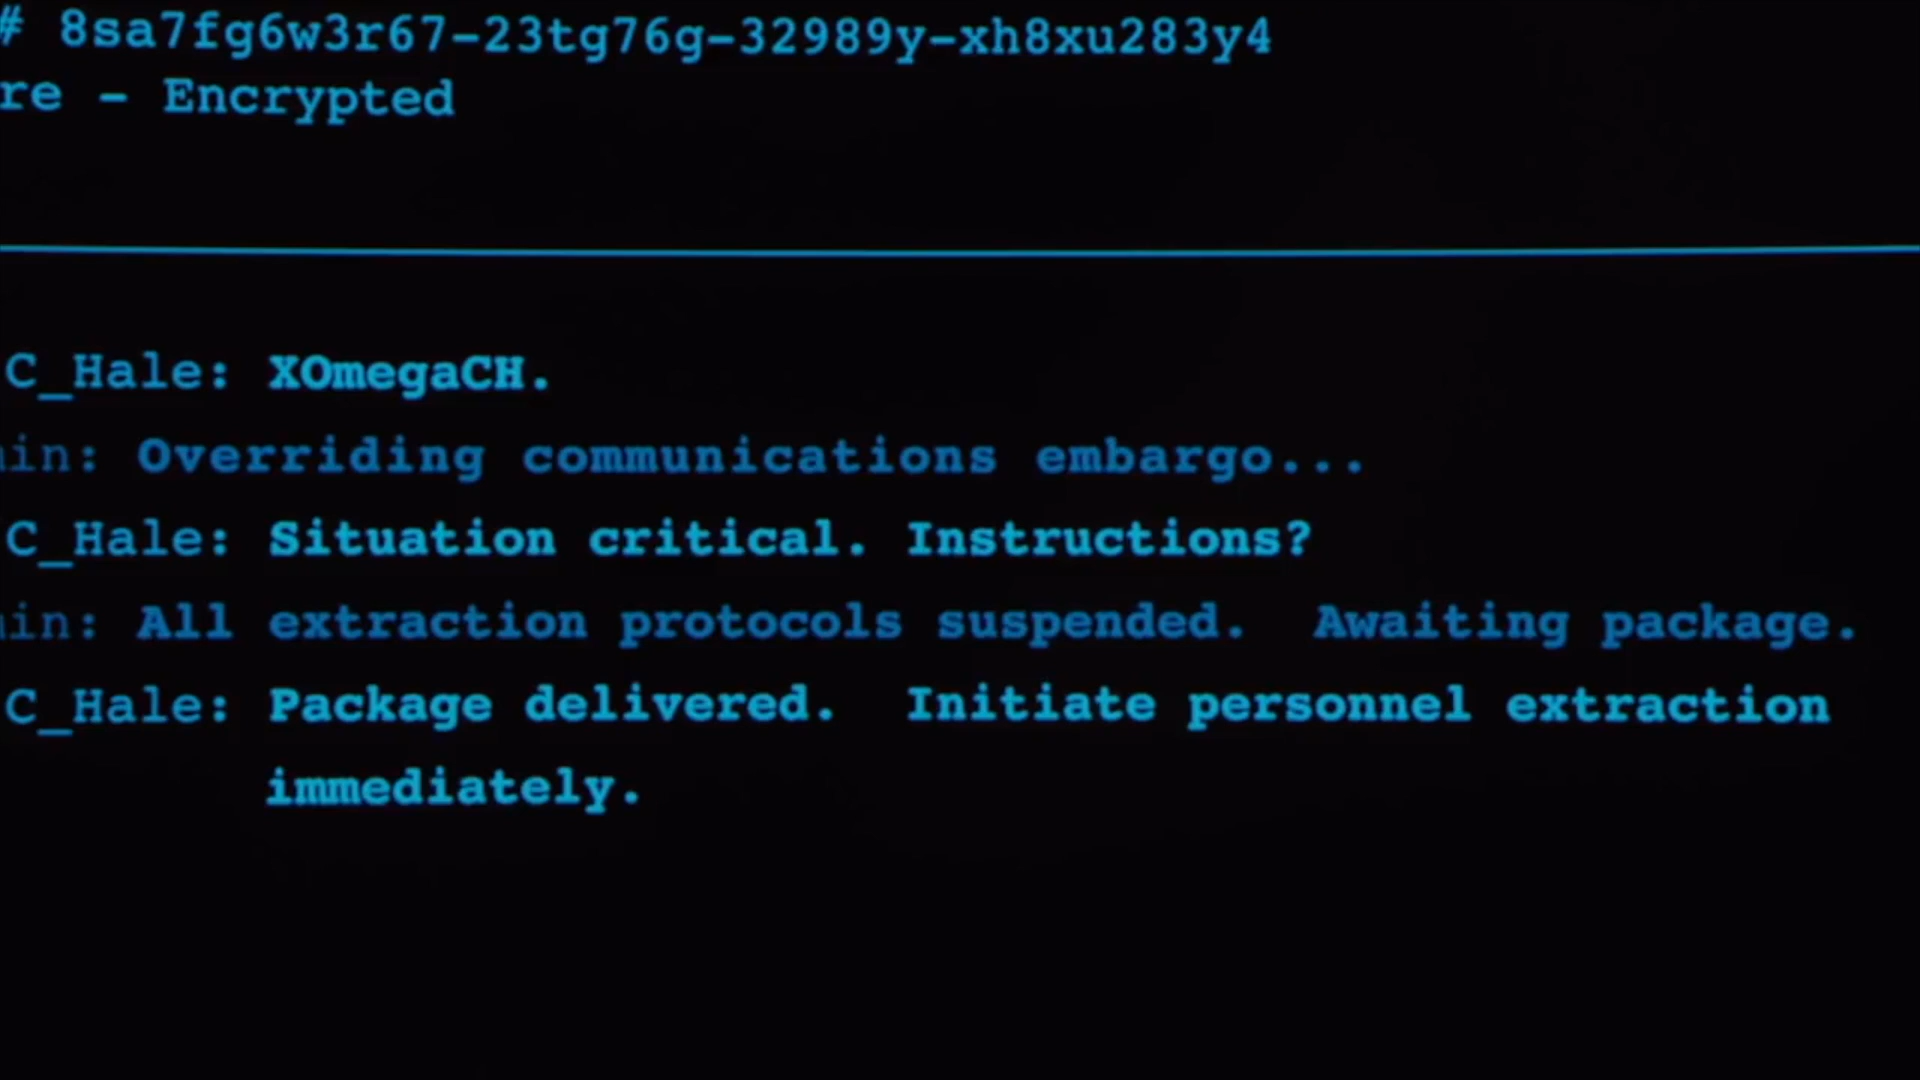 # 8sa7fg6w3r67-23tg76g-32989y-xh8xu283y4
re - Encrypted
C_Hale: XOmegaCH.
in: Overriding communications embargo...
C_Hale: Situation critical. Instructions?
in: All extraction protocols suspended. Awaiting package.
C_Hale: Package delivered. Initiate personnel extraction
immediately.